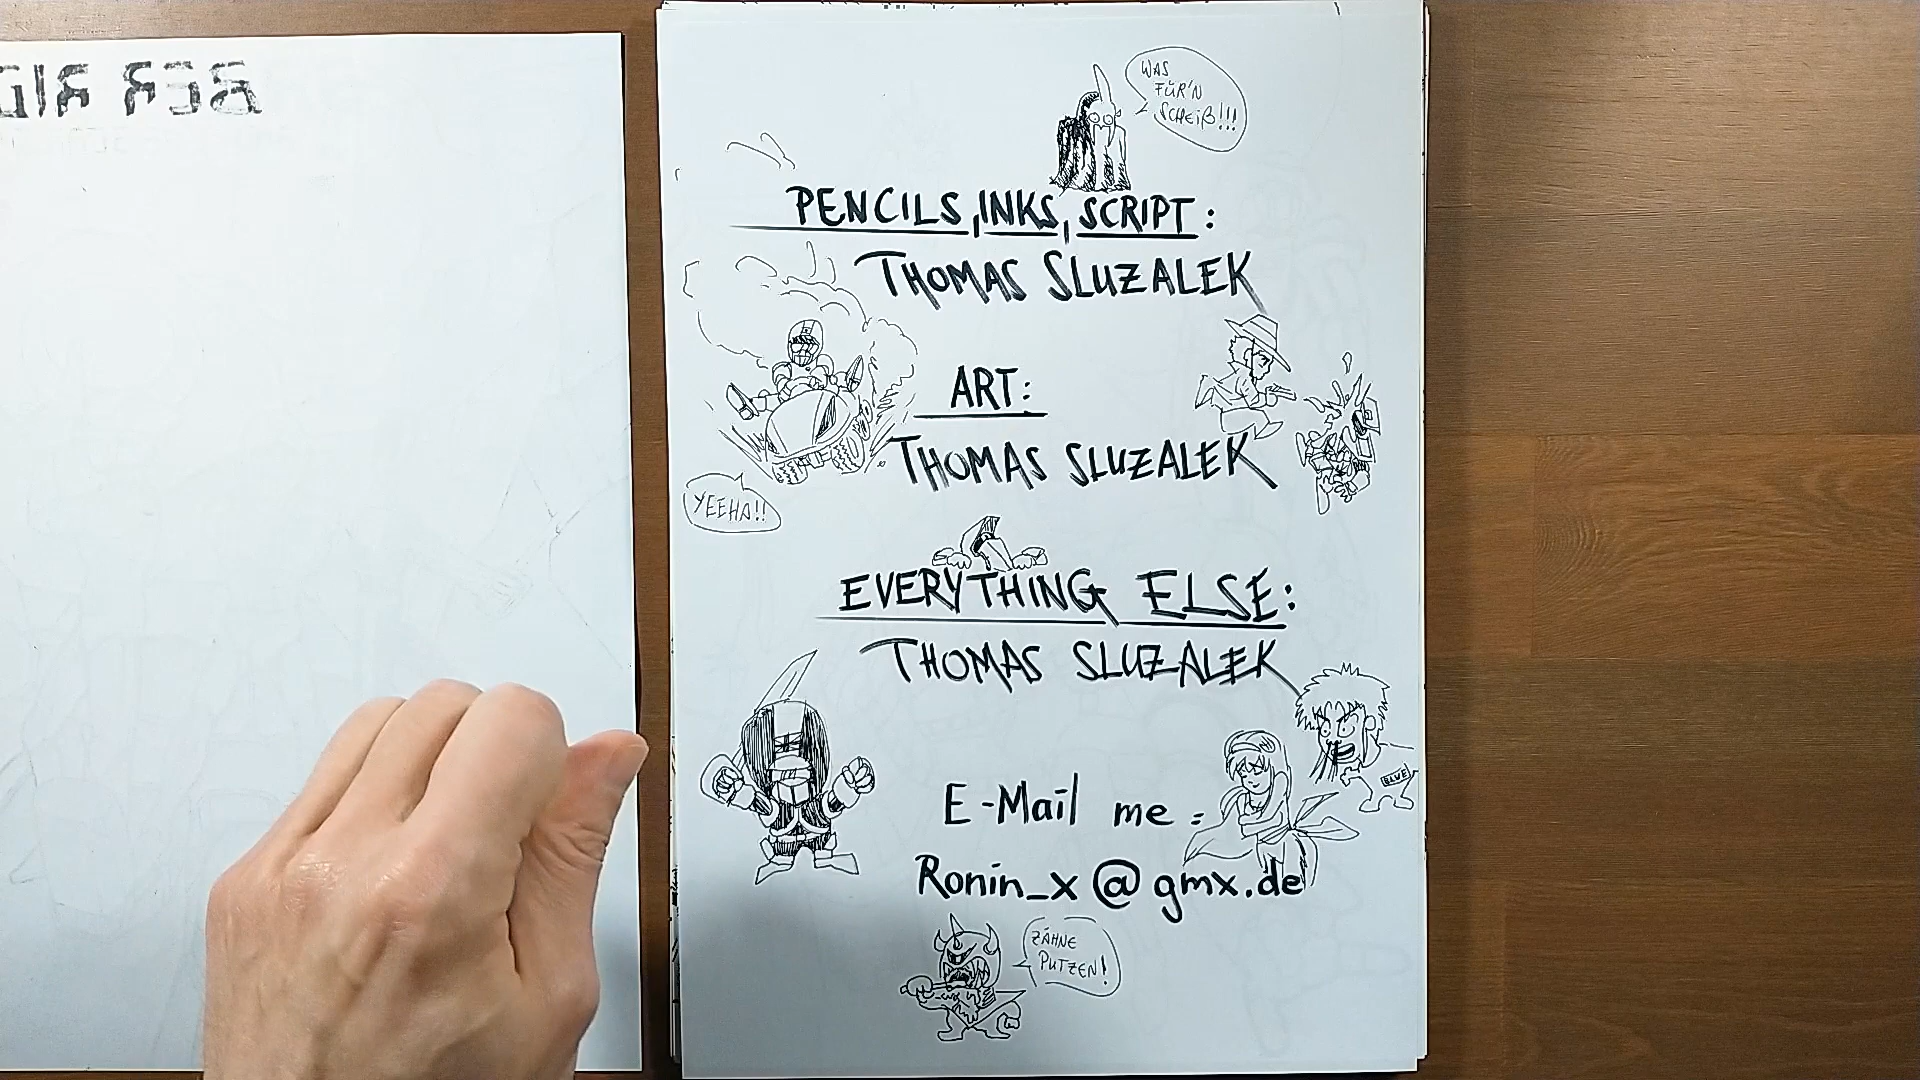 WAS
FÜR'N
SCHEIß!!!
PENCILS, INKS, SCRIPT:
THOMAS SLUZALEK
ART:
THOMAS SLUZALEK
YEEHA!!
EVERYTHING ELSE:
THOMAS SLUZALEK
BLVE
E-Mail me:
Ronin_x@gmx.de
ZÄHNE
PUTZEN!